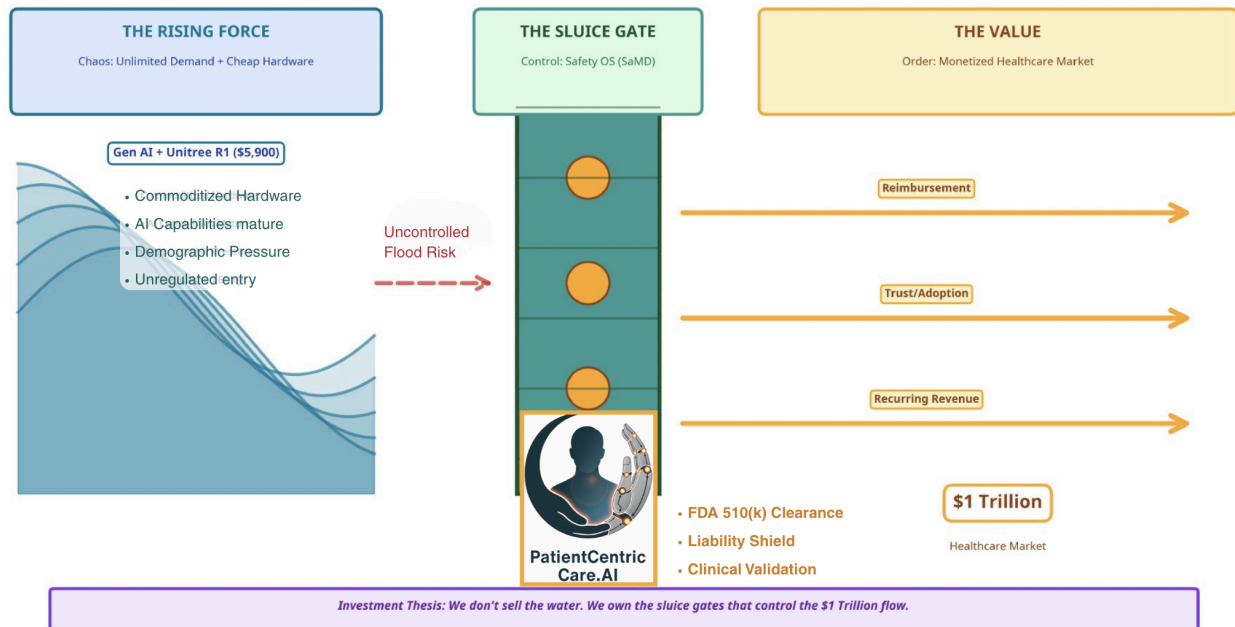 THE RISING FORCE
Chaos: Unlimited Demand + Cheap Hardware
THE SLUICE GATE
Control: Safety OS (SaMD)
THE VALUE
Order: Monetized Healthcare Market
Gen AI + Unitree R1 ($5,900)
• Commoditized Hardware
• AI Capabilities mature
• Demographic Pressure
• Unregulated entry
Uncontrolled
Flood Risk
Reimbursement
Trust/Adoption
Recurring Revenue
PatientCentric
Care.AI
• FDA 510(k) Clearance
• Liability Shield
• Clinical Validation
$1 Trillion
Healthcare Market
Investment Thesis: We don't sell the water. We own the sluice gates that control the $1 Trillion flow.